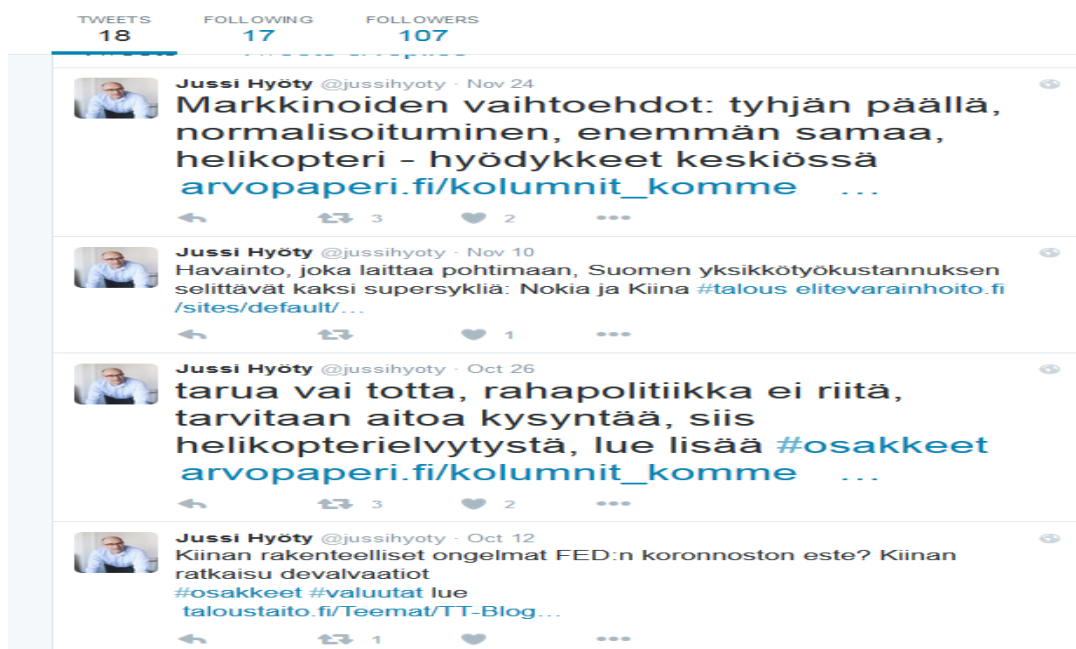 TWEETS FOLLOWING FOLLOWERS
18 17 107
Jussi Hyöty @jussihyoty · Nov 24
Markkinoiden vaihtoehdot: tyhjän päällä,
normalisoituminen, enemmän samaa,
helikopteri - hyödykkeet keskiössä
arvopaperi.fi/kolumnit_komme ...
3 2
Jussi Hyöty @jussihyoty · Nov 10
Havainto, joka laittaa pohtimaan, Suomen yksikkötyökustannuksen
selittävät kaksi supersykliä: Nokia ja Kiina #talous elitevarainhoito.fi
/sites/default/...
1
Jussi Hyöty @jussihyoty · Oct 26
tarua vai totta, rahapolitiikka ei riitä,
tarvitaan aitoa kysyntää, siis
helikopterielvytystä, lue lisää #osakkeet
arvopaperi.fi/kolumnit_komme ...
3 2
Jussi Hyöty @jussihyoty · Oct 12
Kiinan rakenteelliset ongelmat FED:n koronnoston este? Kiinan
ratkaisu devalvaatiot
#osakkeet #valuutat lue
taloustaito.fi/Teemat/TT-Blog...
1